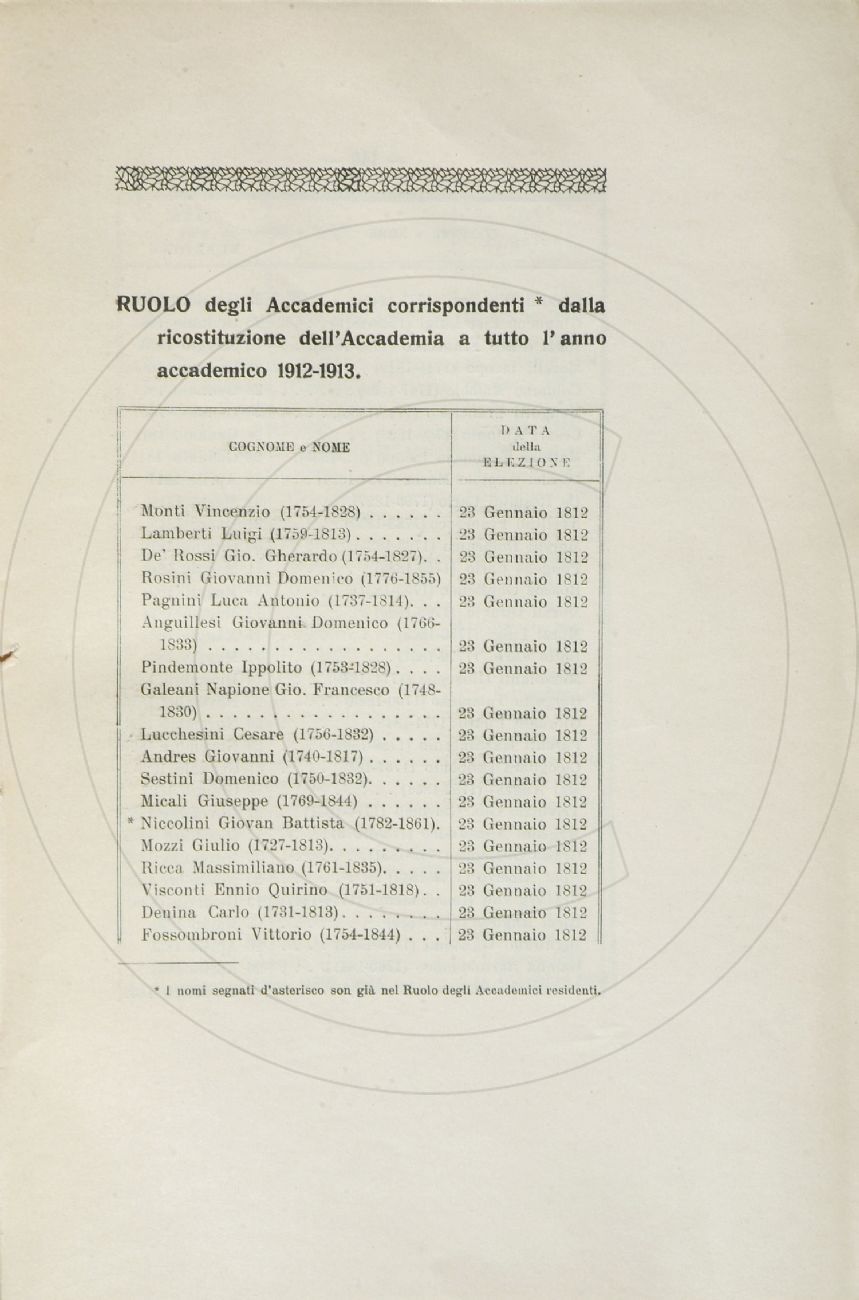 RUOLO degli Accademici corrispondenti * dalla
ricostituzione dell'Accademia a tutto l'anno
accademico 1912-1913.
COGNOME e NOME
DATA
della
ELEZIONE
Monti Vincenzio (1754-1828) . . . . . . 23 Gennaio 1812
Lamberti Luigi (1759-1813) . . . . . . . 23 Gennaio 1812
De' Rossi Gio. Gherardo (1754-1827). . 23 Gennaio 1812
Rosini Giovanni Domenico (1776-1855) 23 Gennaio 1812
Pagnini Luca Antonio (1737-1814). . . 23 Gennaio 1812
Anguillesi Giovanni Domenico (1766-
1833) . . . . . . . . . . . . . . . . . . 23 Gennaio 1812
Pindemonte Ippolito (1753-1828) . . . . 23 Gennaio 1812
Galeani Napione Gio. Francesco (1748-
1830) . . . . . . . . . . . . . . . . . . 23 Gennaio 1812
Lucchesini Cesare (1756-1832) . . . . . 23 Gennaio 1812
Andres Giovanni (1740-1817) . . . . . . 23 Gennaio 1812
Sestini Domenico (1750-1832). . . . . . 23 Gennaio 1812
Micali Giuseppe (1769-1844) . . . . . . 23 Gennaio 1812
* Niccolini Giovan Battista (1782-1861). 23 Gennaio 1812
Mozzi Giulio (1727-1813). . . . . . . . . 23 Gennaio 1812
Ricca Massimiliano (1761-1835). . . . . 23 Gennaio 1812
Visconti Ennio Quirino (1751-1818). . 23 Gennaio 1812
Denina Carlo (1731-1813). . . . . . . . 23 Gennaio 1812
Fossombroni Vittorio (1754-1844) . . . 23 Gennaio 1812
* I nomi segnati d'asterisco son già nel Ruolo degli Accademici residenti.